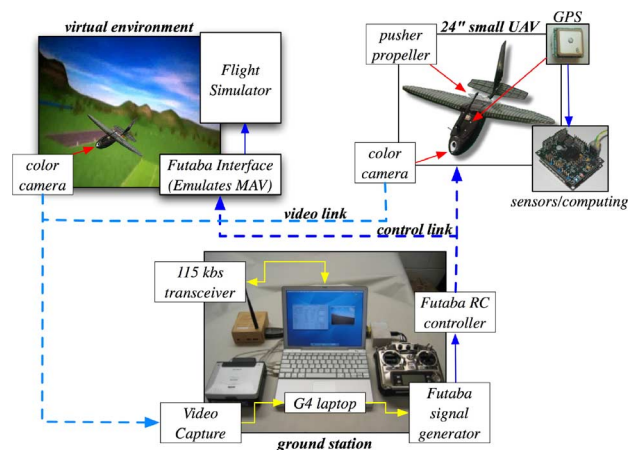 virtual environment
24" small UAV
GPS
pusher
propeller
Flight
Simulator
color
camera
Futaba Interface
(Emulates MAV)
color
camera
sensors/computing
video link
control link
115 kbs
transceiver
Futaba RC
controller
G4 laptop
Video
Capture
Futaba
signal
generator
ground station